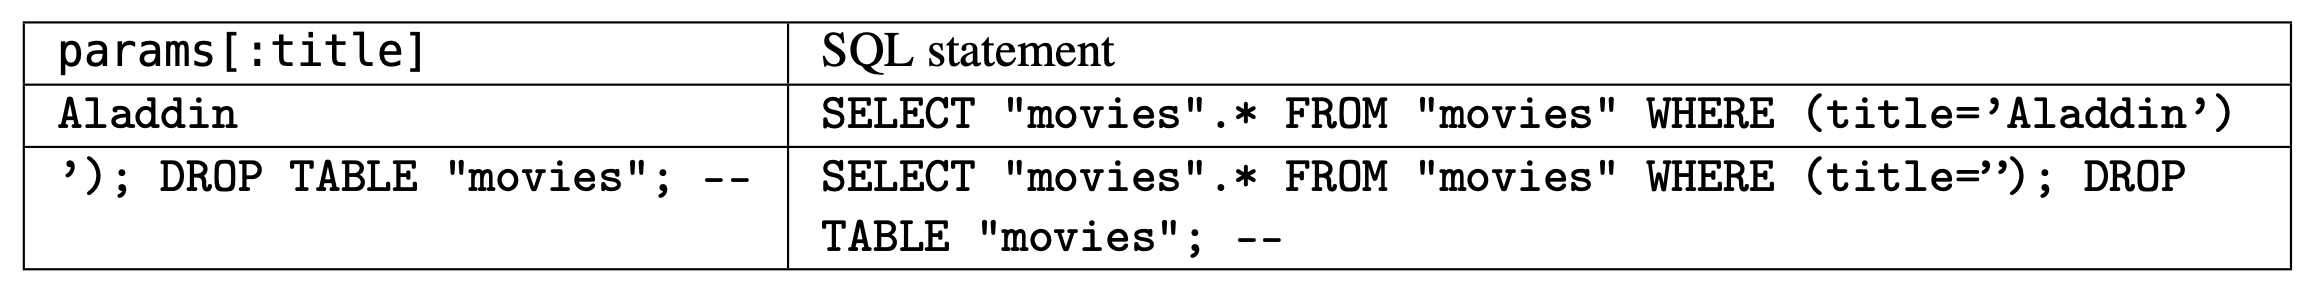 params[:title] SQL statement
Aladdin SELECT "movies".* FROM "movies" WHERE (title=’Aladdin’)
’); DROP TABLE "movies"; -- SELECT "movies".* FROM "movies" WHERE (title=’’); DROP
TABLE "movies"; --